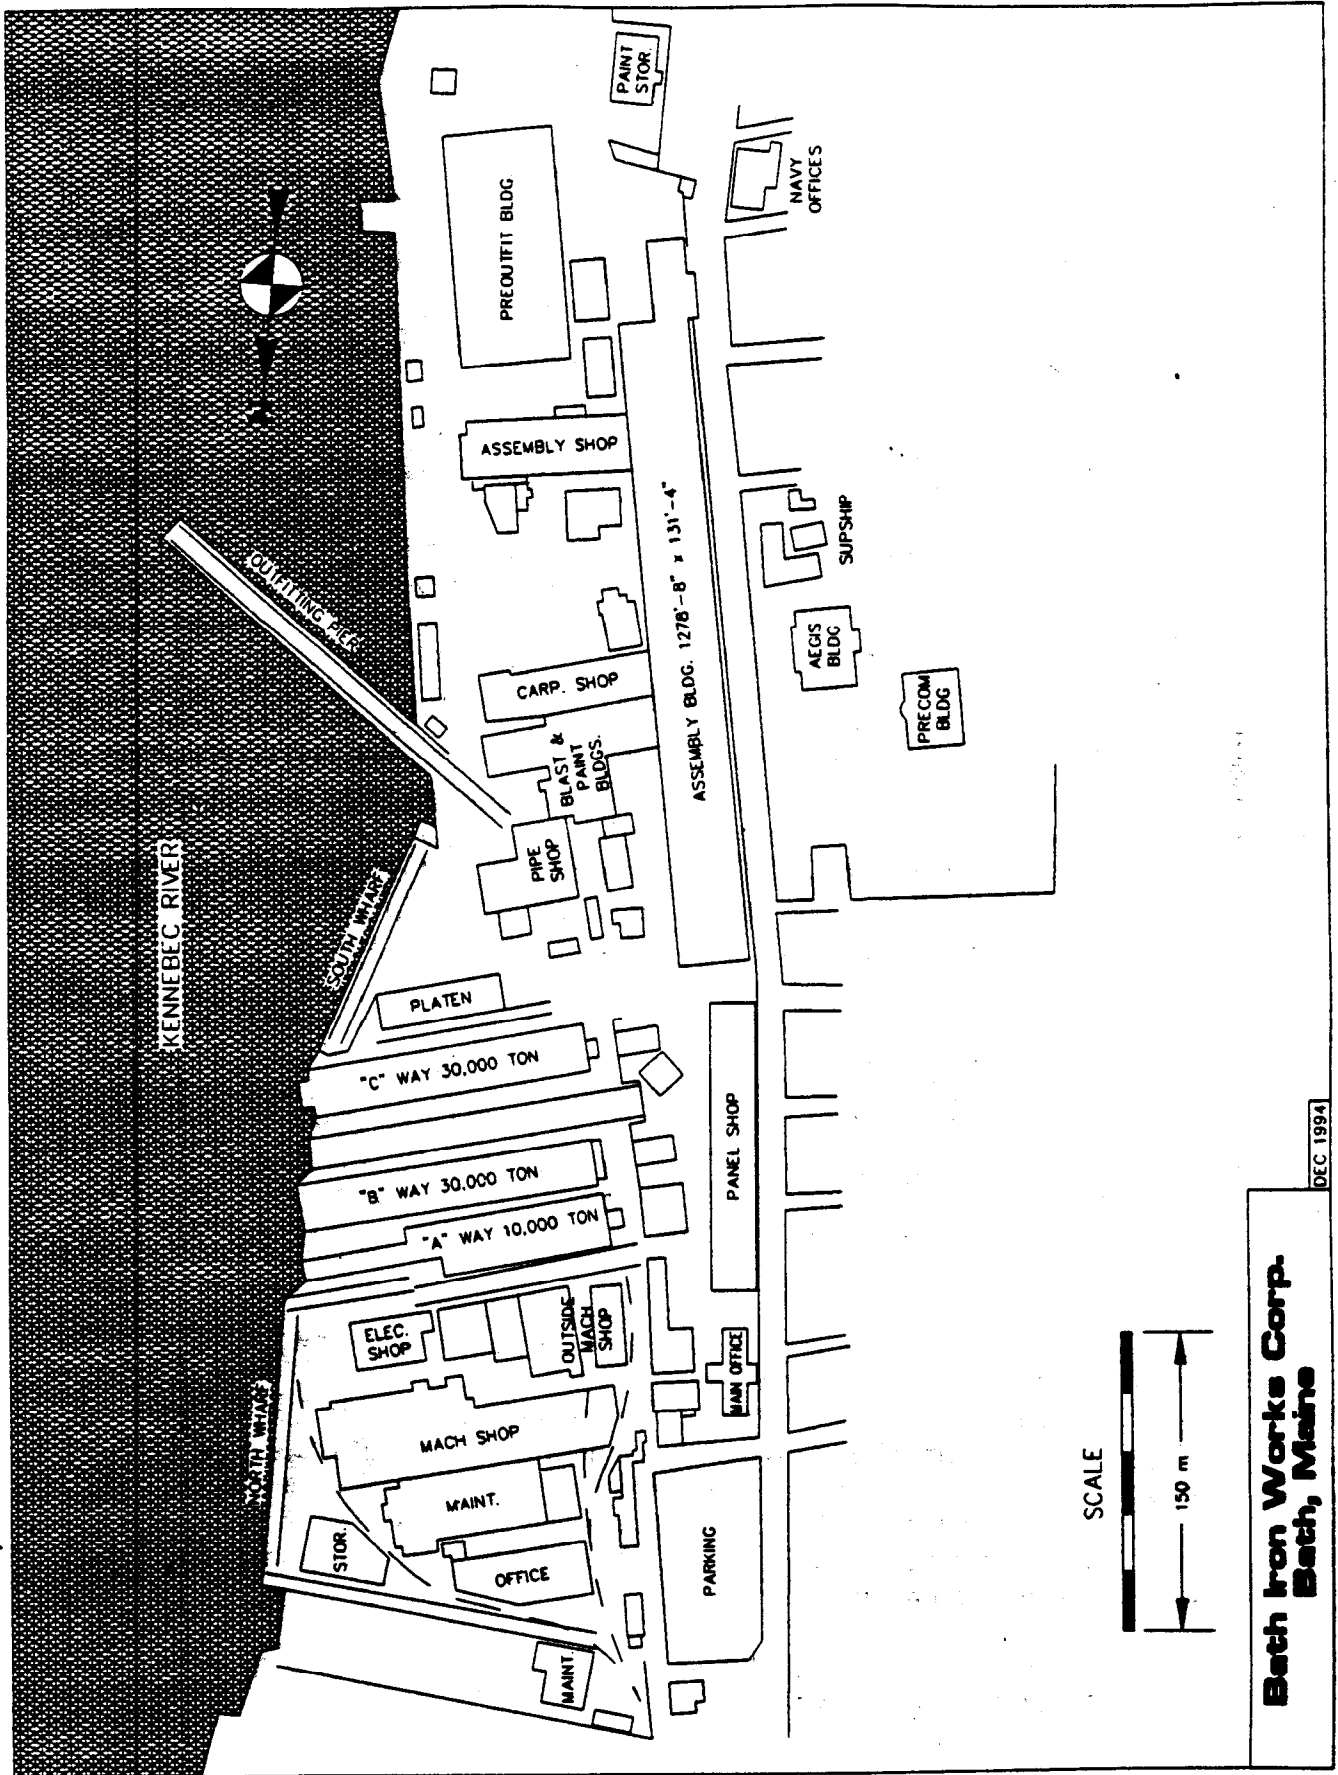 KENNEBEC RIVER
NORTH WHARF
SOUTH WHARF
OUTFITTING PIER
STOR.
MAINT.
OFFICE
MAINT.
MACH SHOP
ELEC.
SHOP
OUTSIDE
MACH
SHOP
"A" WAY 10,000 TON
"B" WAY 30,000 TON
"C" WAY 30,000 TON
PLATEN
PIPE
SHOP
BLAST &
PAINT
BLDGS.
CARP. SHOP
ASSEMBLY SHOP
PREOUTFIT BLDG
PAINT
STOR.
PARKING
MAIN OFFICE
PANEL SHOP
ASSEMBLY BLDG. 1278'-8" x 131'-4"
NAVY
OFFICES
SUPSHIP
AEGIS
BLDG
PRECOM
BLDG
SCALE
150 m
Bath Iron Works Corp.
Bath, Maine
DEC 1994